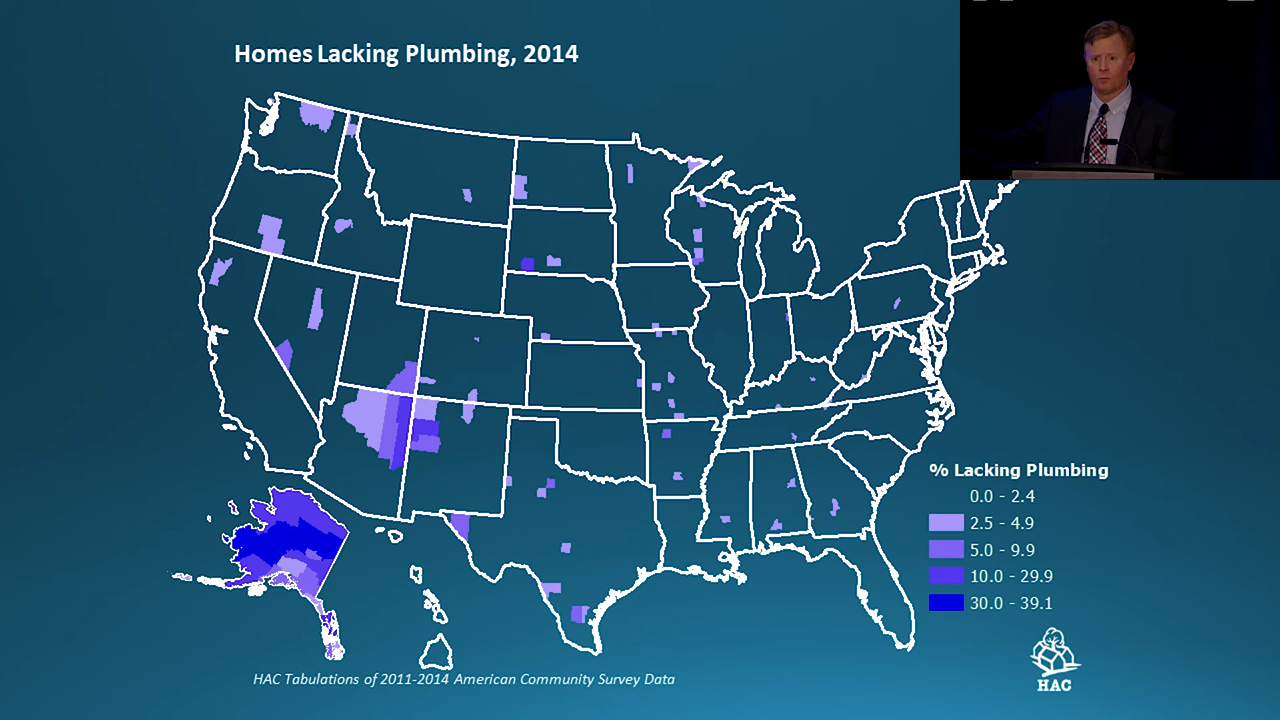 Homes Lacking Plumbing, 2014
% Lacking Plumbing
0.0 - 2.4
2.5 - 4.9
5.0 - 9.9
10.0 - 29.9
30.0 - 39.1
HAC
HAC Tabulations of 2011-2014 American Community Survey Data